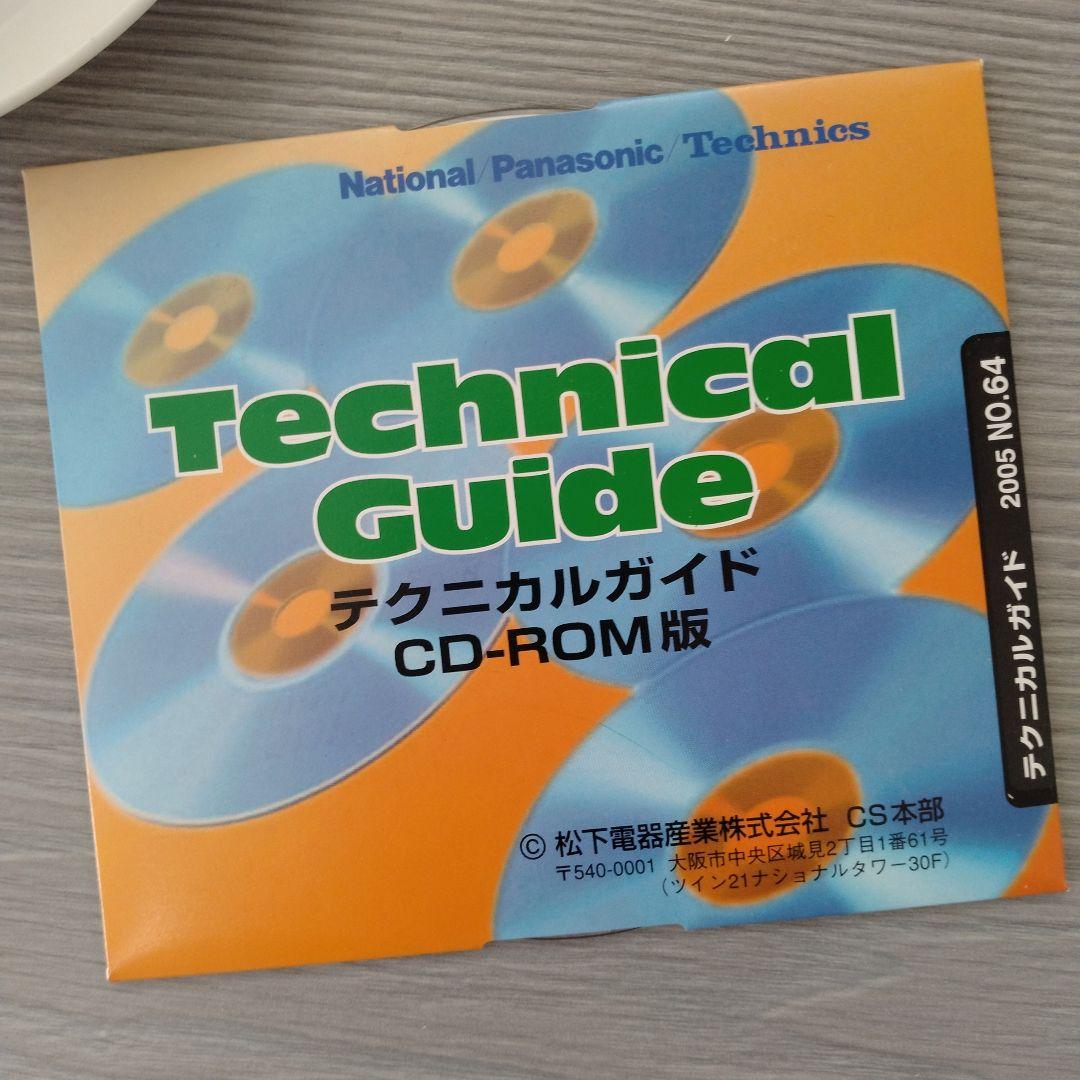 National/Panasonic/Technics
Technical
Guide
テクニカルガイド
CD-ROM版
テクニカルガイド 2005 NO.64
© 松下電器産業株式会社 CS本部
〒540-0001 大阪市中央区城見2丁目1番61号
(ツイン21ナショナルタワー30F)